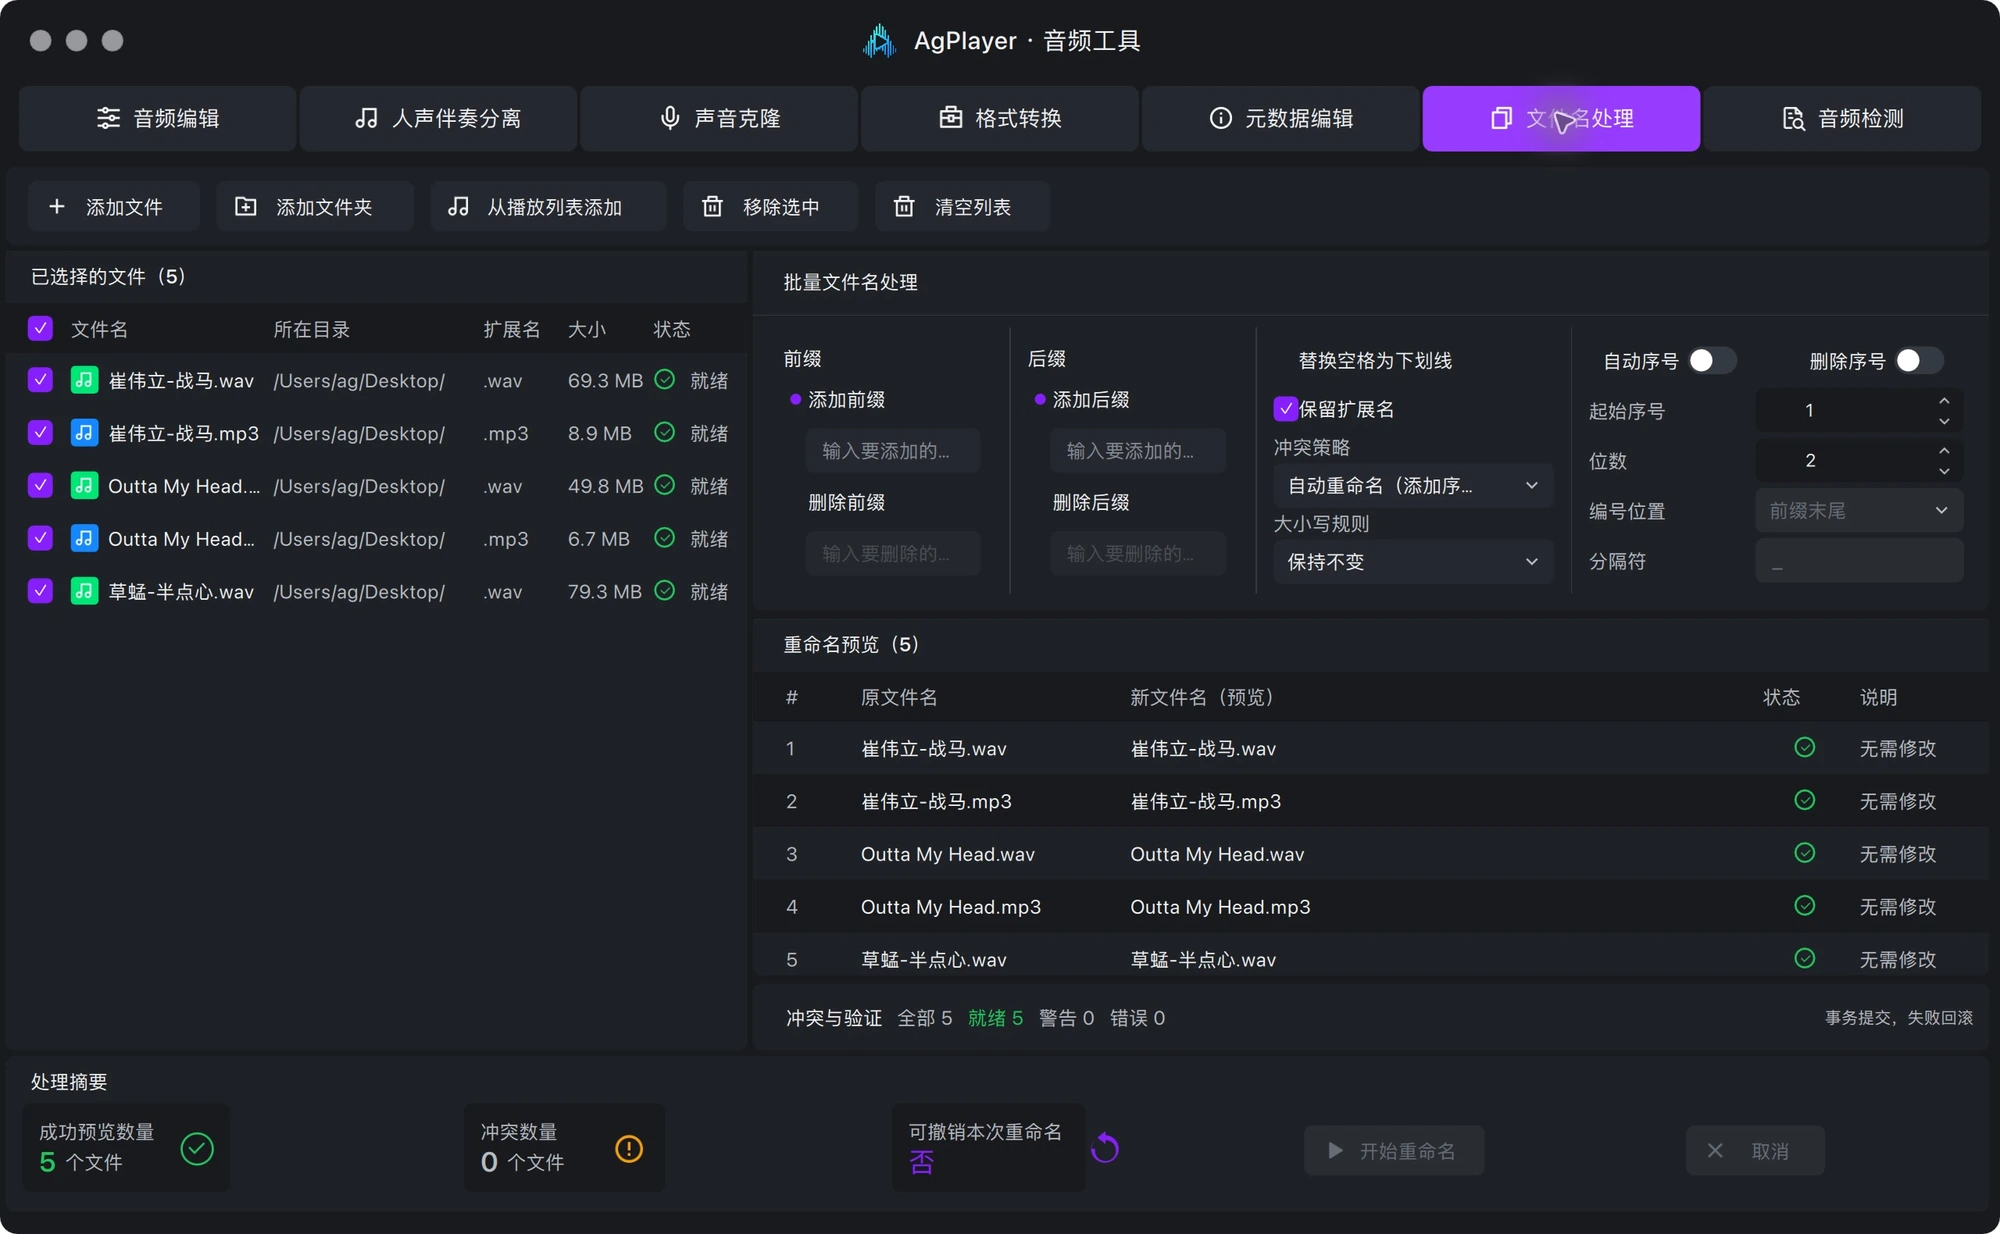 AgPlayer · 音频工具
音频编辑
人声伴奏分离
声音克隆
格式转换
元数据编辑
文件名处理
音频检测
添加文件
添加文件夹
从播放列表添加
移除选中
清空列表
已选择的文件（5）
文件名 所在目录 扩展名 大小 状态
崔伟立-战马.wav /Users/ag/Desktop/ .wav 69.3 MB 就绪
崔伟立-战马.mp3 /Users/ag/Desktop/ .mp3 8.9 MB 就绪
Outta My Head.... /Users/ag/Desktop/ .wav 49.8 MB 就绪
Outta My Head... /Users/ag/Desktop/ .mp3 6.7 MB 就绪
草蜢-半点心.wav /Users/ag/Desktop/ .wav 79.3 MB 就绪
批量文件名处理
前缀
添加前缀
输入要添加的...
删除前缀
输入要删除的...
后缀
添加后缀
输入要添加的...
删除后缀
输入要删除的...
替换空格为下划线
保留扩展名
冲突策略
自动重命名（添加序...
大小写规则
保持不变
自动序号 删除序号
起始序号 1
位数 2
编号位置 前缀末尾
分隔符 _
重命名预览（5）
# 原文件名 新文件名（预览） 状态 说明
1 崔伟立-战马.wav 崔伟立-战马.wav 无需修改
2 崔伟立-战马.mp3 崔伟立-战马.mp3 无需修改
3 Outta My Head.wav Outta My Head.wav 无需修改
4 Outta My Head.mp3 Outta My Head.mp3 无需修改
5 草蜢-半点心.wav 草蜢-半点心.wav 无需修改
冲突与验证 全部 5 就绪 5 警告 0 错误 0 事务提交，失败回滚
处理摘要
成功预览数量
5 个文件
冲突数量
0 个文件
可撤销本次重命名
否
开始重命名
取消